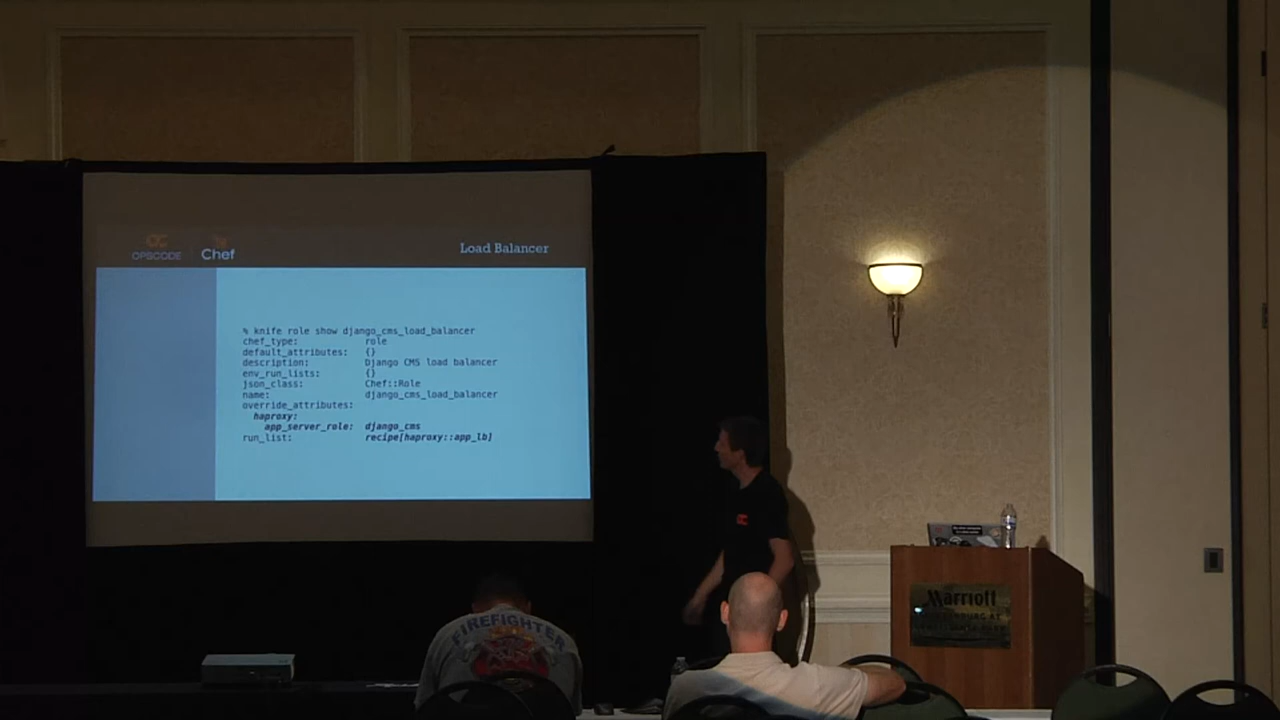 OPSCODE
Chef
Load Balancer
% knife role show django_cms_load_balancer
chef_type: role
default_attributes: {}
description: Django CMS load balancer
env_run_lists: {}
json_class: Chef::Role
name: django_cms_load_balancer
override_attributes:
haproxy:
app_server_role: django_cms
run_list: recipe[haproxy::app_lb]
FIREFIGHTER
Marriott